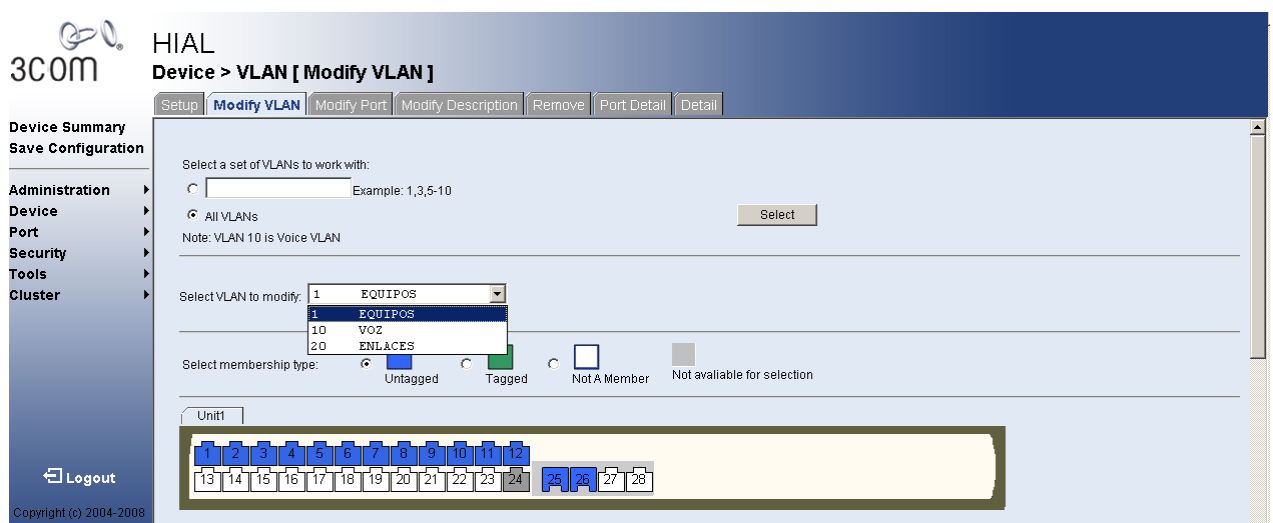 3COM
HIAL
Device > VLAN [ Modify VLAN ]
Setup Modify VLAN Modify Port Modify Description Remove Port Detail Detail
Device Summary
Save Configuration
Administration
Device
Port
Security
Tools
Cluster
Logout
Copyright (c) 2004-2008
Select a set of VLANs to work with:
Example: 1,3,5-10
All VLANs
Select
Note: VLAN 10 is Voice VLAN
Select VLAN to modify: 1 EQUIPOS
1 EQUIPOS
10 VOZ
20 ENLACES
Select membership type: Untagged Tagged Not A Member Not avaliable for selection
Unit1
1 2 3 4 5 6 7 8 9 10 11 12
13 14 15 16 17 18 19 20 21 22 23 24 25 26 27 28